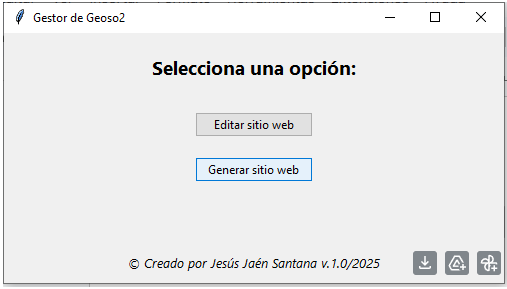 Gestor de Geoso2
Selecciona una opción:
Editar sitio web
Generar sitio web
© Creado por Jesús Jaén Santana v.1.0/2025